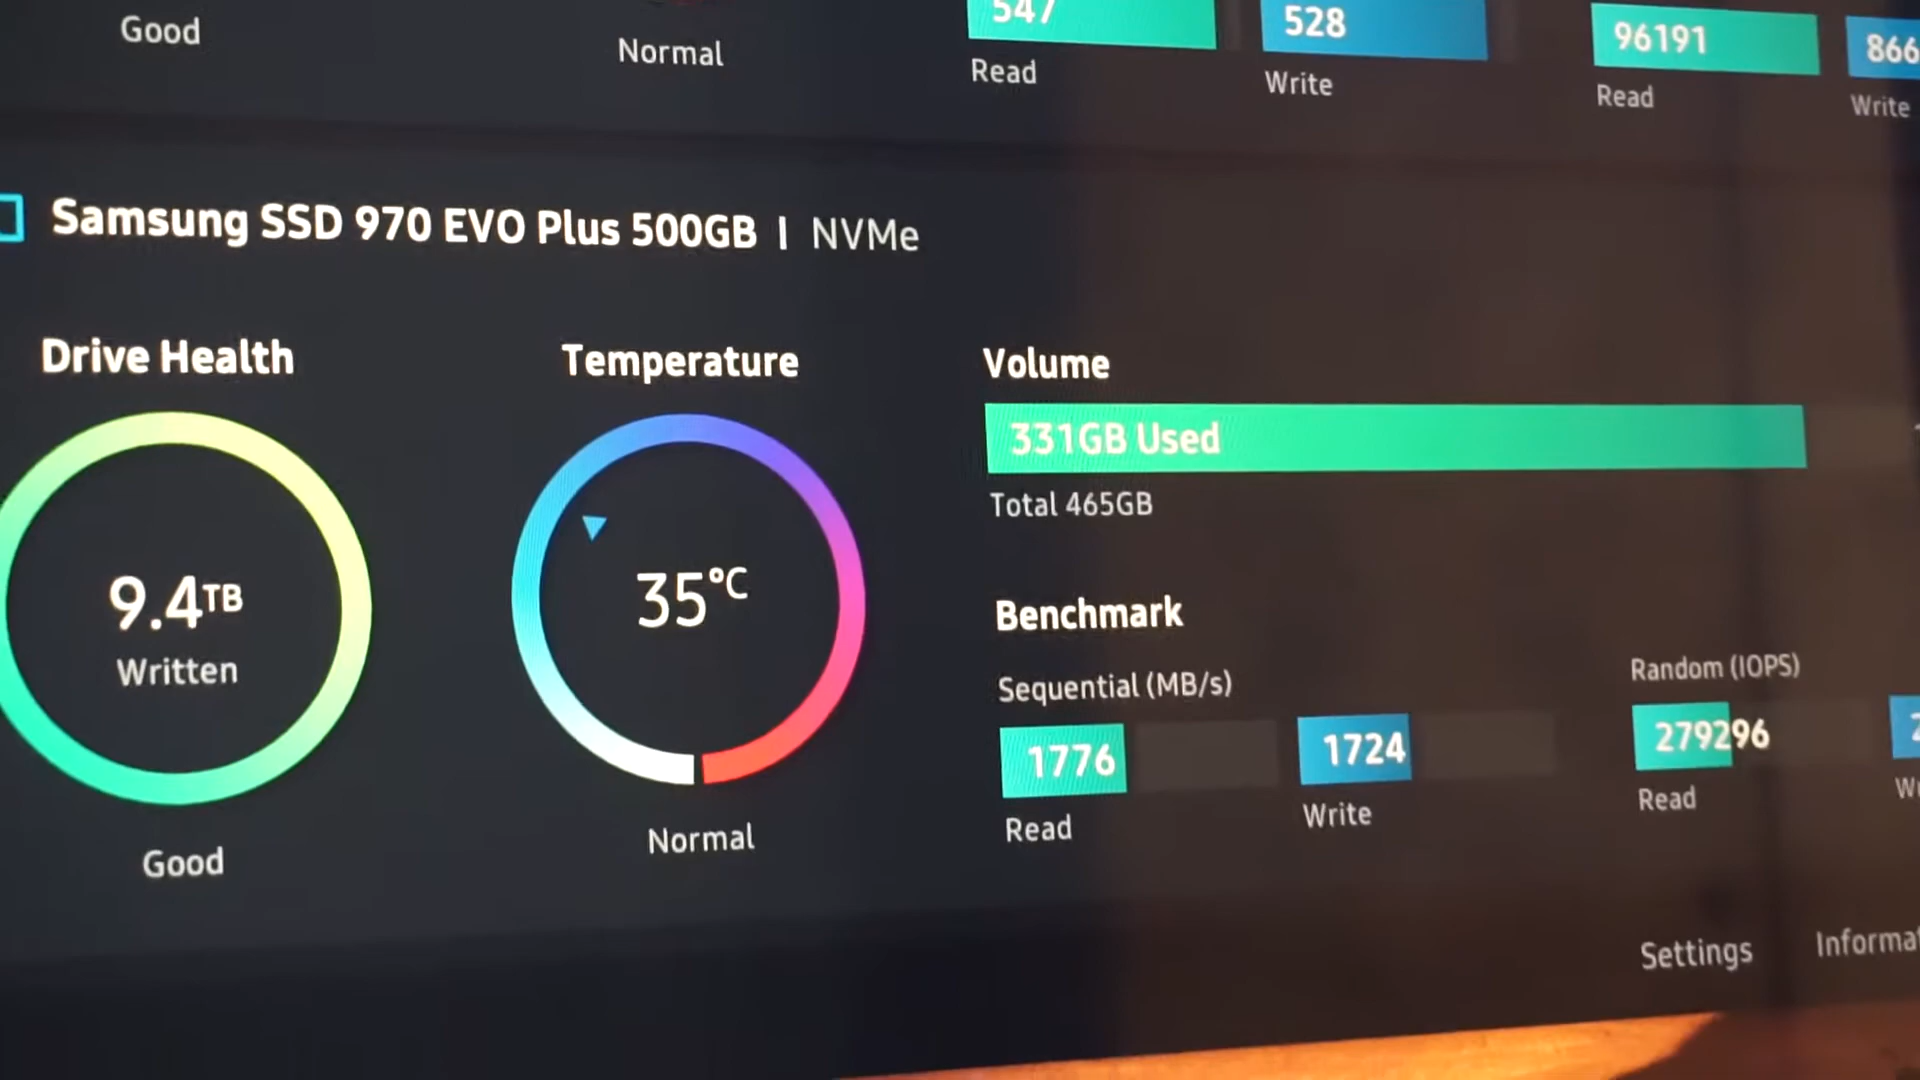 Good
Normal
547
528
96191
Read
Write
Read
Write
Samsung SSD 970 EVO Plus 500GB | NVMe
Drive Health
Temperature
Volume
331GB Used
Total 465GB
9.4TB
Written
35°C
Benchmark
Sequential (MB/s)
Random (IOPS)
1776
1724
279296
Read
Write
Read
Good
Normal
Settings